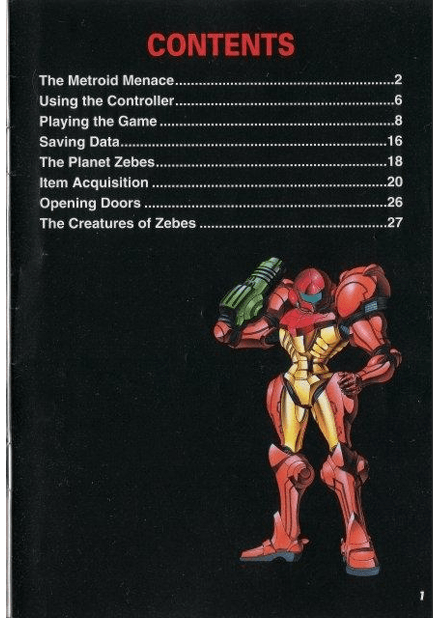 CONTENTS
The Metroid Menace.......................................................2
Using the Controller.......................................................6
Playing the Game .........................................................8
Saving Data...................................................................16
The Planet Zebes..........................................................18
Item Acquisition ...........................................................20
Opening Doors .............................................................26
The Creatures of Zebes ...............................................27
1